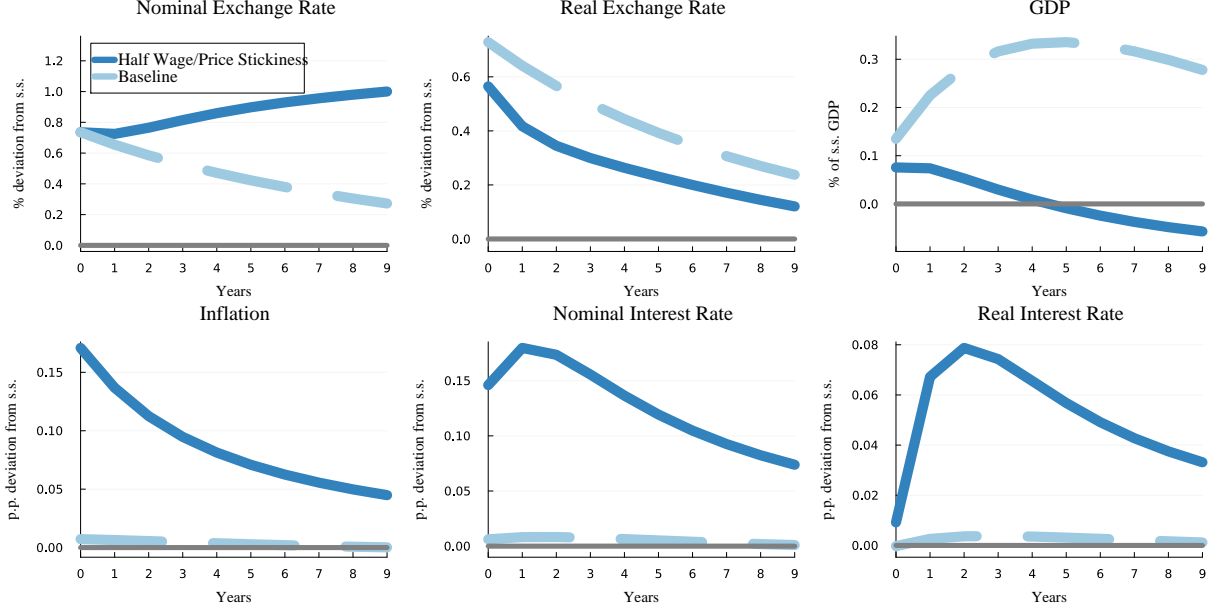 Nominal Exchange Rate
% deviation from s.s.
1.2
1.0
0.8
0.6
0.4
0.2
0.0
Half Wage/Price Stickiness
Baseline
0 1 2 3 4 5 6 7 8 9
Years
Real Exchange Rate
% deviation from s.s.
0.6
0.4
0.2
0.0
0 1 2 3 4 5 6 7 8 9
Years
GDP
% of s.s. GDP
0.3
0.2
0.1
0.0
0 1 2 3 4 5 6 7 8 9
Years
Inflation
p.p. deviation from s.s.
0.15
0.10
0.05
0.00
0 1 2 3 4 5 6 7 8 9
Years
Nominal Interest Rate
p.p. deviation from s.s.
0.15
0.10
0.05
0.00
0 1 2 3 4 5 6 7 8 9
Years
Real Interest Rate
p.p. deviation from s.s.
0.08
0.06
0.04
0.02
0.00
0 1 2 3 4 5 6 7 8 9
Years